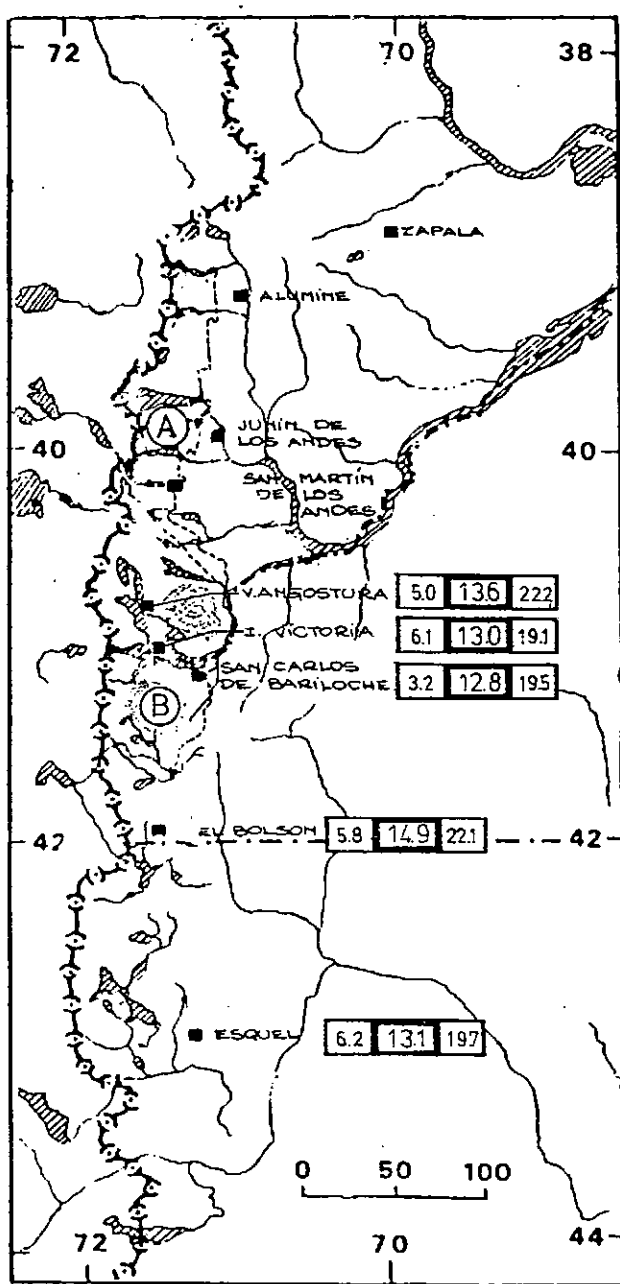 72 70 38
ZAPALA
ALUMINE
A
JUNIN DE
LOS ANDES
40 40
SAN MARTÍN
DE LOS
ANDES
V. ANGOSTURA 5.0 13.6 22.2
I. VICTORIA 6.1 13.0 19.1
SAN CARLOS
DE BARILOCHE 3.2 12.8 19.5
B
EL BOLSON 5.8 14.9 22.1
42 42
ESQUEL 6.2 13.1 19.7
0 50 100
72 70 44